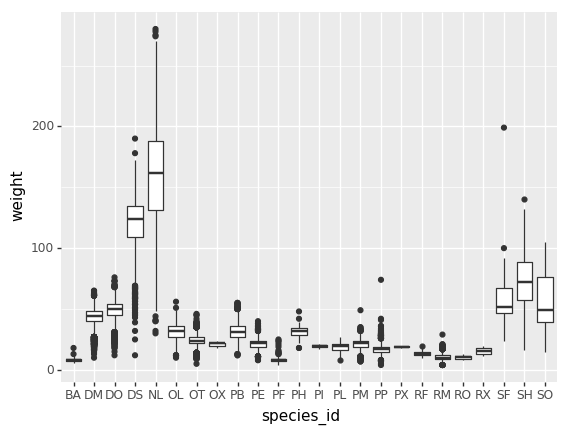 200
100
0
weight
BA DM DO DS NL OL OT OX PB PE PF PH PI PL PM PP PX RF RM RO RX SF SH SO
species_id